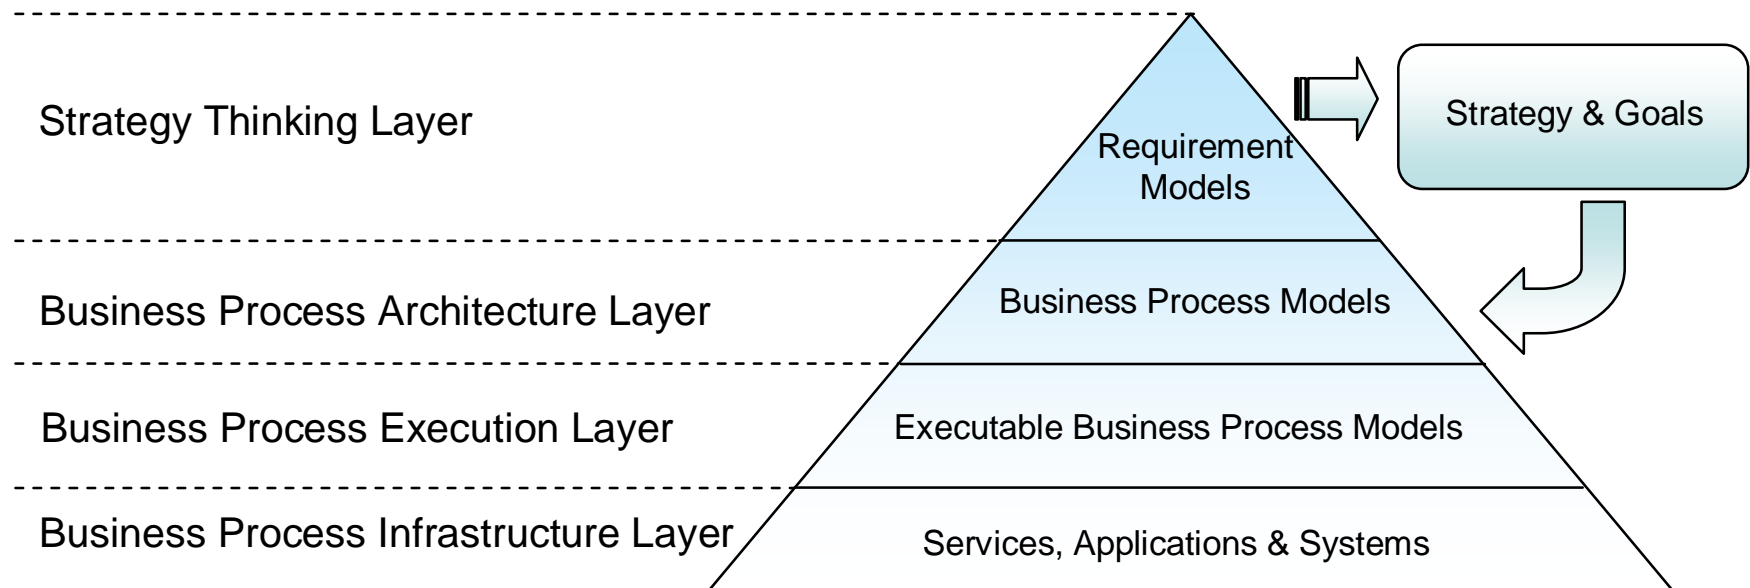 Strategy Thinking Layer
Requirement
Models
Strategy & Goals
Business Process Architecture Layer
Business Process Models
Business Process Execution Layer
Executable Business Process Models
Business Process Infrastructure Layer
Services, Applications & Systems